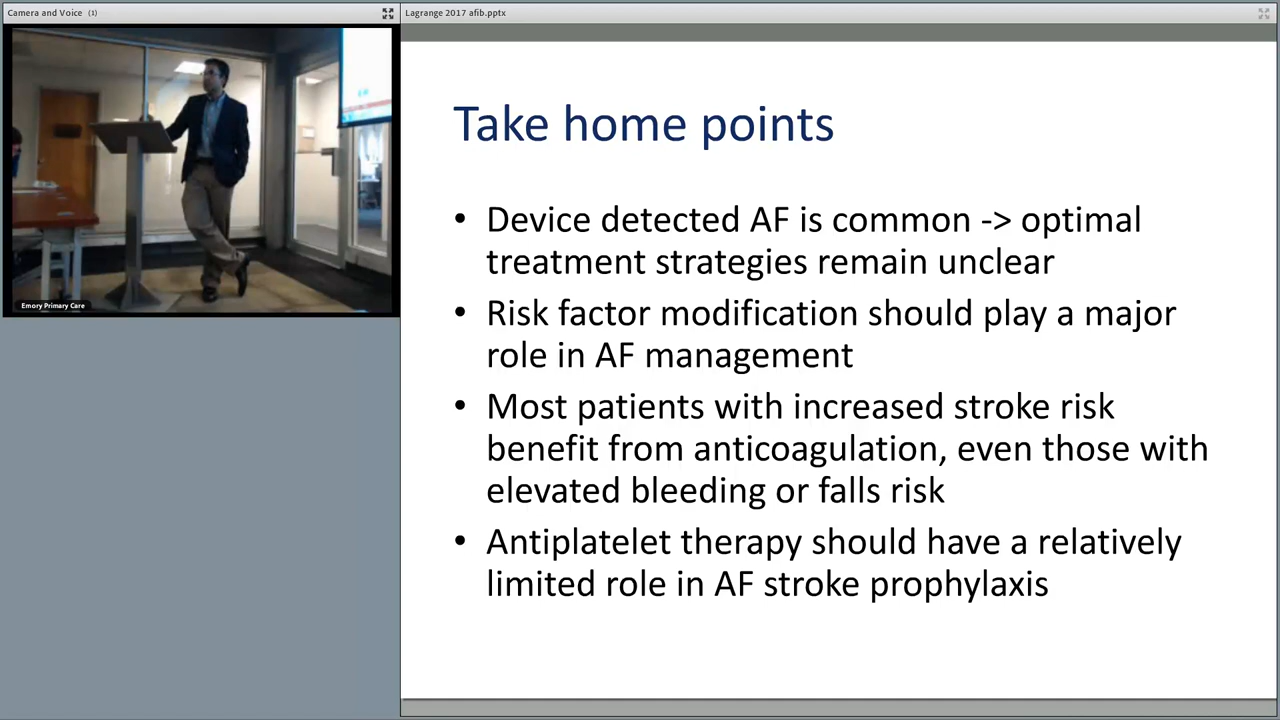 Camera and Voice (1)
Lagrange 2017 afib.pptx
Emory Primary Care
Take home points
• Device detected AF is common -> optimal
treatment strategies remain unclear
• Risk factor modification should play a major
role in AF management
• Most patients with increased stroke risk
benefit from anticoagulation, even those with
elevated bleeding or falls risk
• Antiplatelet therapy should have a relatively
limited role in AF stroke prophylaxis